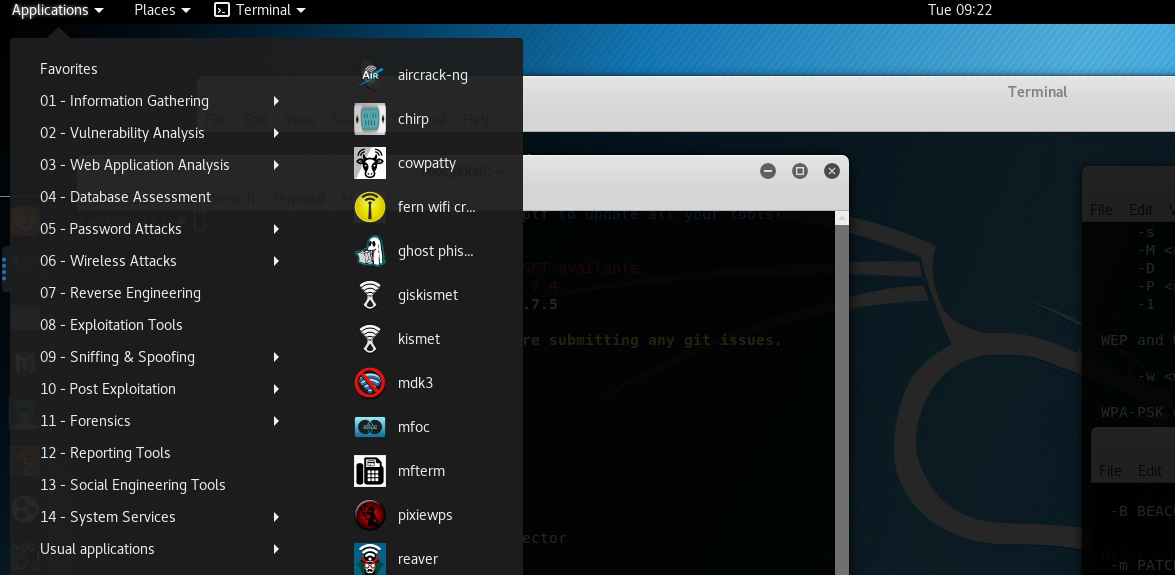 Applications Places Terminal Tue 09:22
Favorites
01 - Information Gathering
02 - Vulnerability Analysis
03 - Web Application Analysis
04 - Database Assessment
05 - Password Attacks
06 - Wireless Attacks
07 - Reverse Engineering
08 - Exploitation Tools
09 - Sniffing & Spoofing
10 - Post Exploitation
11 - Forensics
12 - Reporting Tools
13 - Social Engineering Tools
14 - System Services
Usual applications
aircrack-ng
chirp
cowpatty
fern wifi cr...
ghost phis...
giskismet
kismet
mdk3
mfoc
mfterm
pixiewps
reaver
Terminal
File Edit View Help
Search Terminal
to update all your tools!
SET available.
.7.4
.7.5
before submitting any git issues.
ector
File Edit
-s
-M <
-D
-P <
-1
WEP and
-w <
WPA-PSK
File Edit
-B BEAC
-m PATC